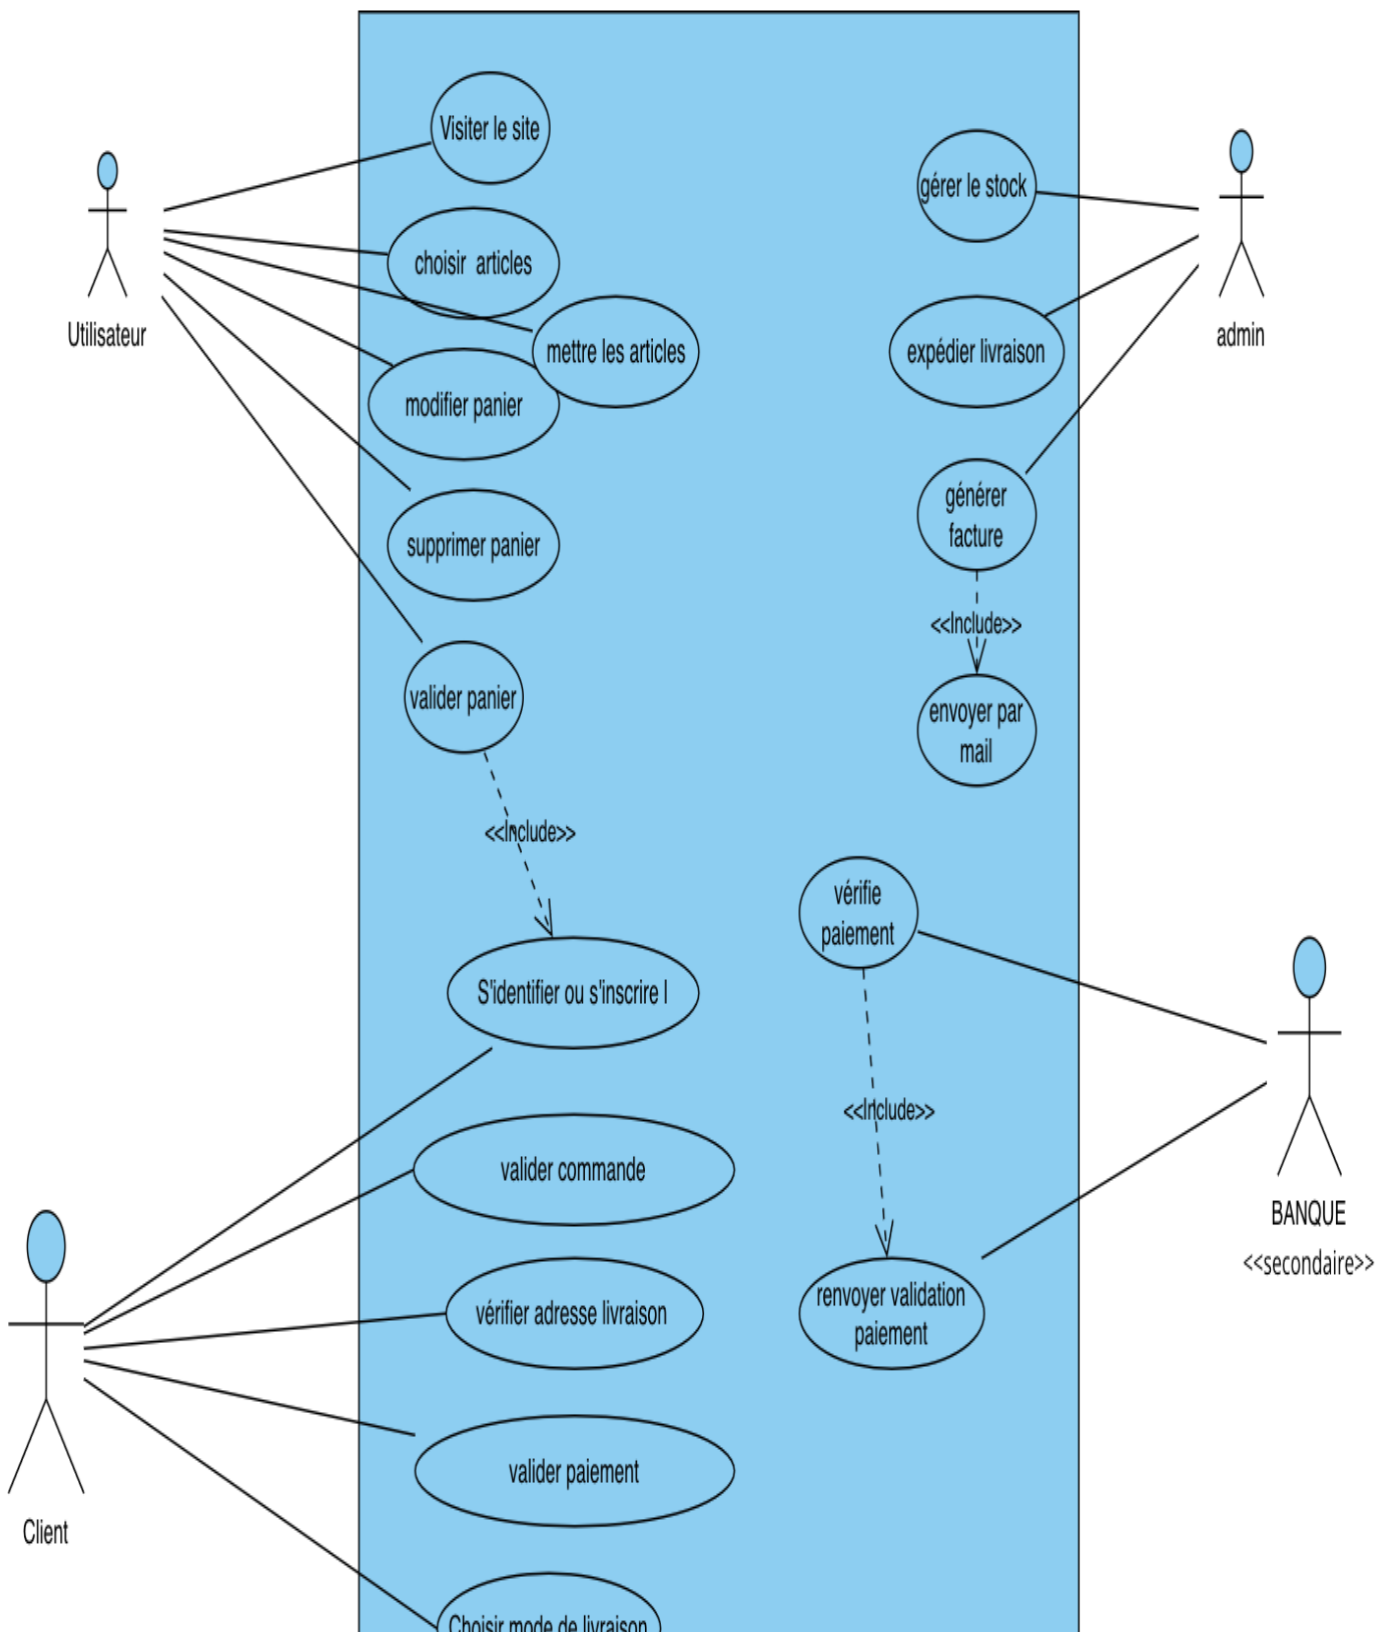 Visiter le site
gérer le stock
choisir articles
Utilisateur
admin
mettre les articles
expédier livraison
modifier panier
générer
facture
supprimer panier
<<Include>>
valider panier
envoyer par
mail
<<Include>>
vérifie
paiement
S'identifier ou s'inscrire l
<<Include>>
valider commande
BANQUE
<<secondaire>>
vérifier adresse livraison
renvoyer validation
paiement
valider paiement
Client
Choisir mode de livraison